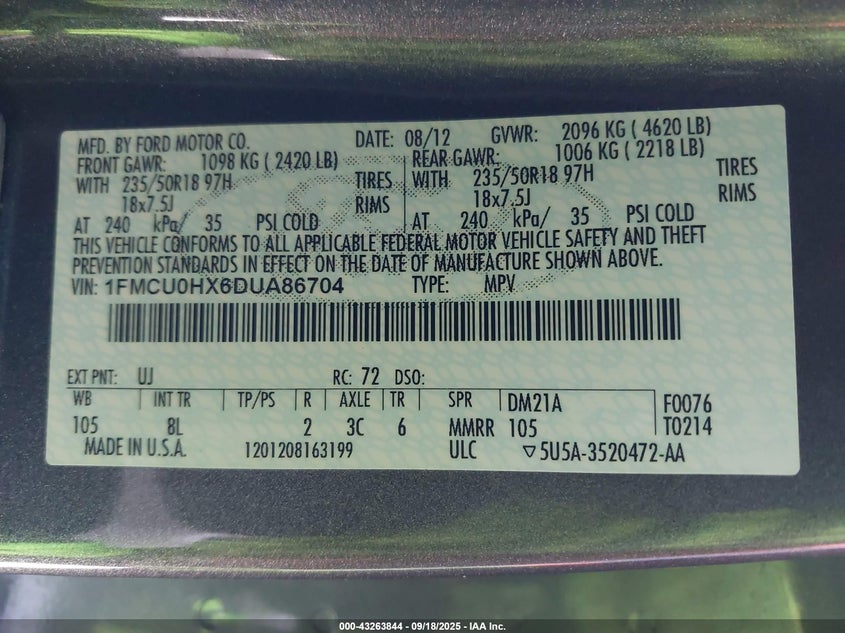 MFD. BY FORD MOTOR CO. DATE: 08/12 GVWR: 2096 KG ( 4620 LB)
FRONT GAWR: 1098 KG ( 2420 LB) REAR GAWR: 1006 KG ( 2218 LB)
WITH 235/50R18 97H TIRES WITH 235/50R18 97H TIRES
18x7.5J RIMS 18x7.5J RIMS
AT 240 kPa/ 35 PSI COLD AT 240 kPa/ 35 PSI COLD
THIS VEHICLE CONFORMS TO ALL APPLICABLE FEDERAL MOTOR VEHICLE SAFETY AND THEFT
PREVENTION STANDARDS IN EFFECT ON THE DATE OF MANUFACTURE SHOWN ABOVE.
VIN: 1FMCU0HX6DUA86704 TYPE: MPV
EXT PNT: UJ RC: 72 DSO:
WB INT TR TP/PS R AXLE TR SPR DM21A F0076
105 8L 2 3C 6 MMRR 105 T0214
MADE IN U.S.A. 1201208163199 ULC ▽5U5A-3520472-AA
000-43263844 - 09/18/2025 - IAA Inc.